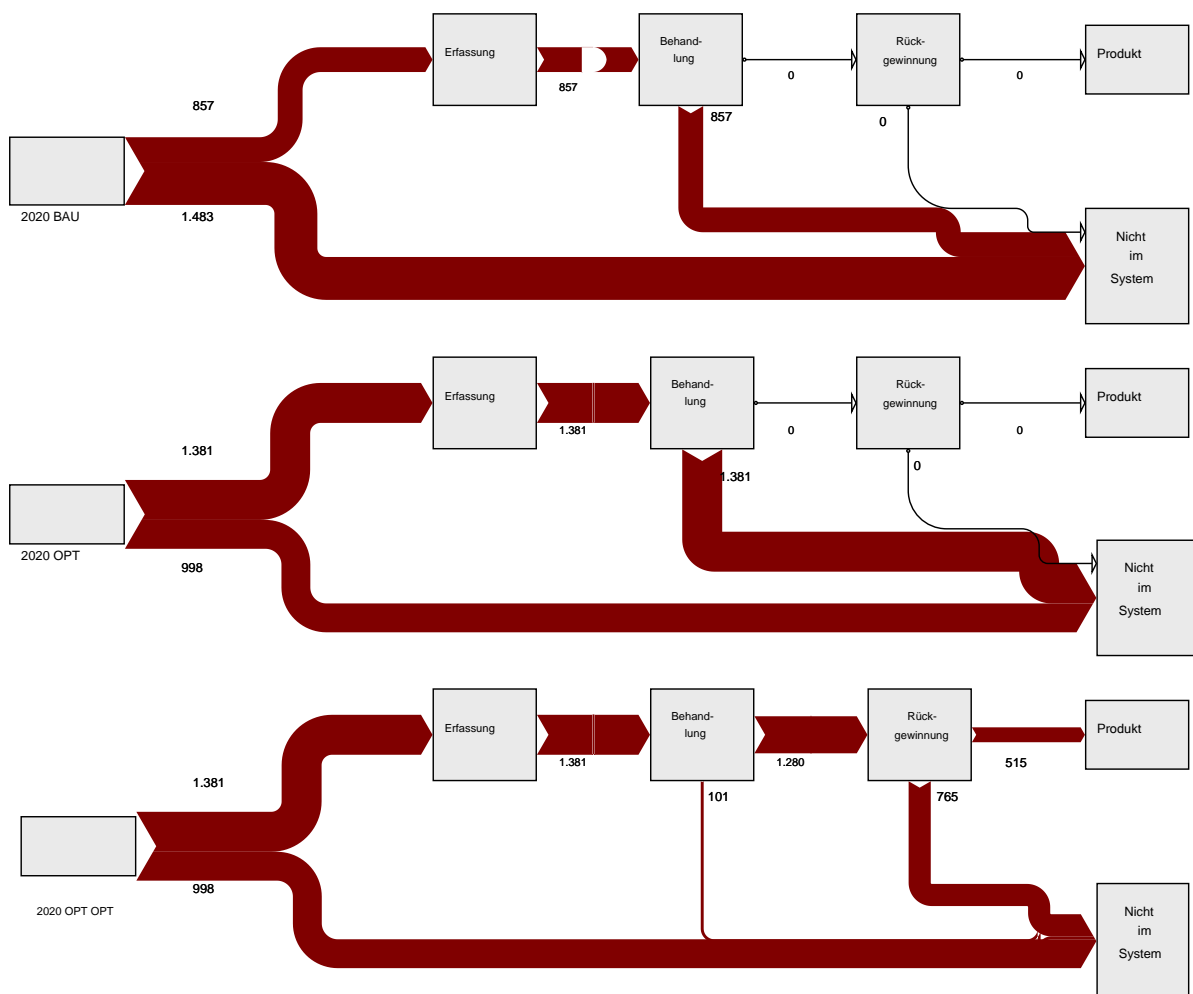 Erfassung
Behand-
lung
Rück-
gewinnung
Produkt
857
857
0
0
857
0
2020 BAU
1.483
Nicht
im
System
Erfassung
Behand-
lung
Rück-
gewinnung
Produkt
1.381
1.381
0
0
1.381
0
2020 OPT
998
Nicht
im
System
Erfassung
Behand-
lung
Rück-
gewinnung
Produkt
1.381
1.280
515
1.381
101
765
998
2020 OPT OPT
Nicht
im
System